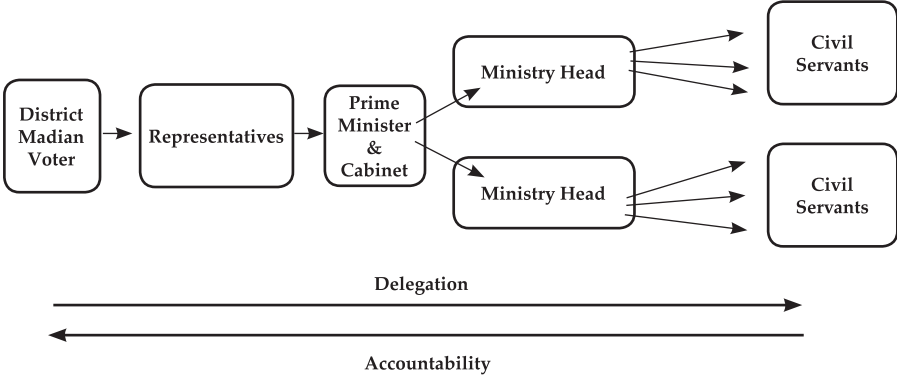 District
Madian
Voter
Representatives
Prime
Minister
&
Cabinet
Ministry Head
Ministry Head
Civil
Servants
Civil
Servants
Delegation
Accountability